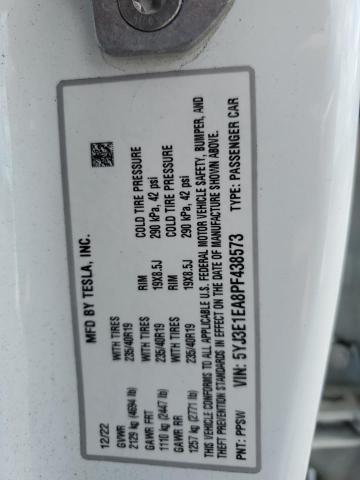 MFD BY TESLA, INC.
12/22
GVWR WITH TIRES RIM COLD TIRE PRESSURE
2129 kg (4694 lb) 235/40R19 19X8.5J 290 kPa, 42 psi
GAWR FRT WITH TIRES RIM COLD TIRE PRESSURE
1110 kg (2447 lb) 235/40R19 19X8.5J 290 kPa, 42 psi
GAWR RR WITH TIRES
1257 kg (2771 lb) 235/40R19
THIS VEHICLE CONFORMS TO ALL APPLICABLE U.S. FEDERAL MOTOR VEHICLE SAFETY, BUMPER, AND
THEFT PREVENTION STANDARDS IN EFFECT ON THE DATE OF MANUFACTURE SHOWN ABOVE.
VIN: 5YJ3E1EA8PF438573 TYPE: PASSENGER CAR
PNT: PPSW